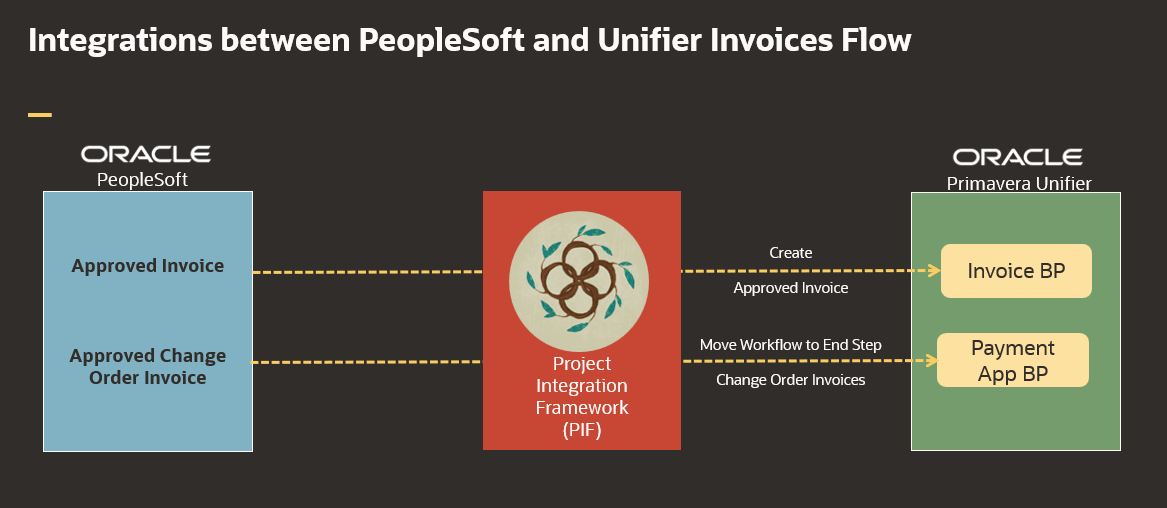 Integrations between PeopleSoft and Unifier Invoices Flow
ORACLE
PeopleSoft
ORACLE
Primavera Unifier
Approved Invoice
Create
Approved Invoice
Invoice BP
Approved Change
Order Invoice
Project
Integration
Framework
(PIF)
Move Workflow to End Step
Change Order Invoices
Payment
App BP